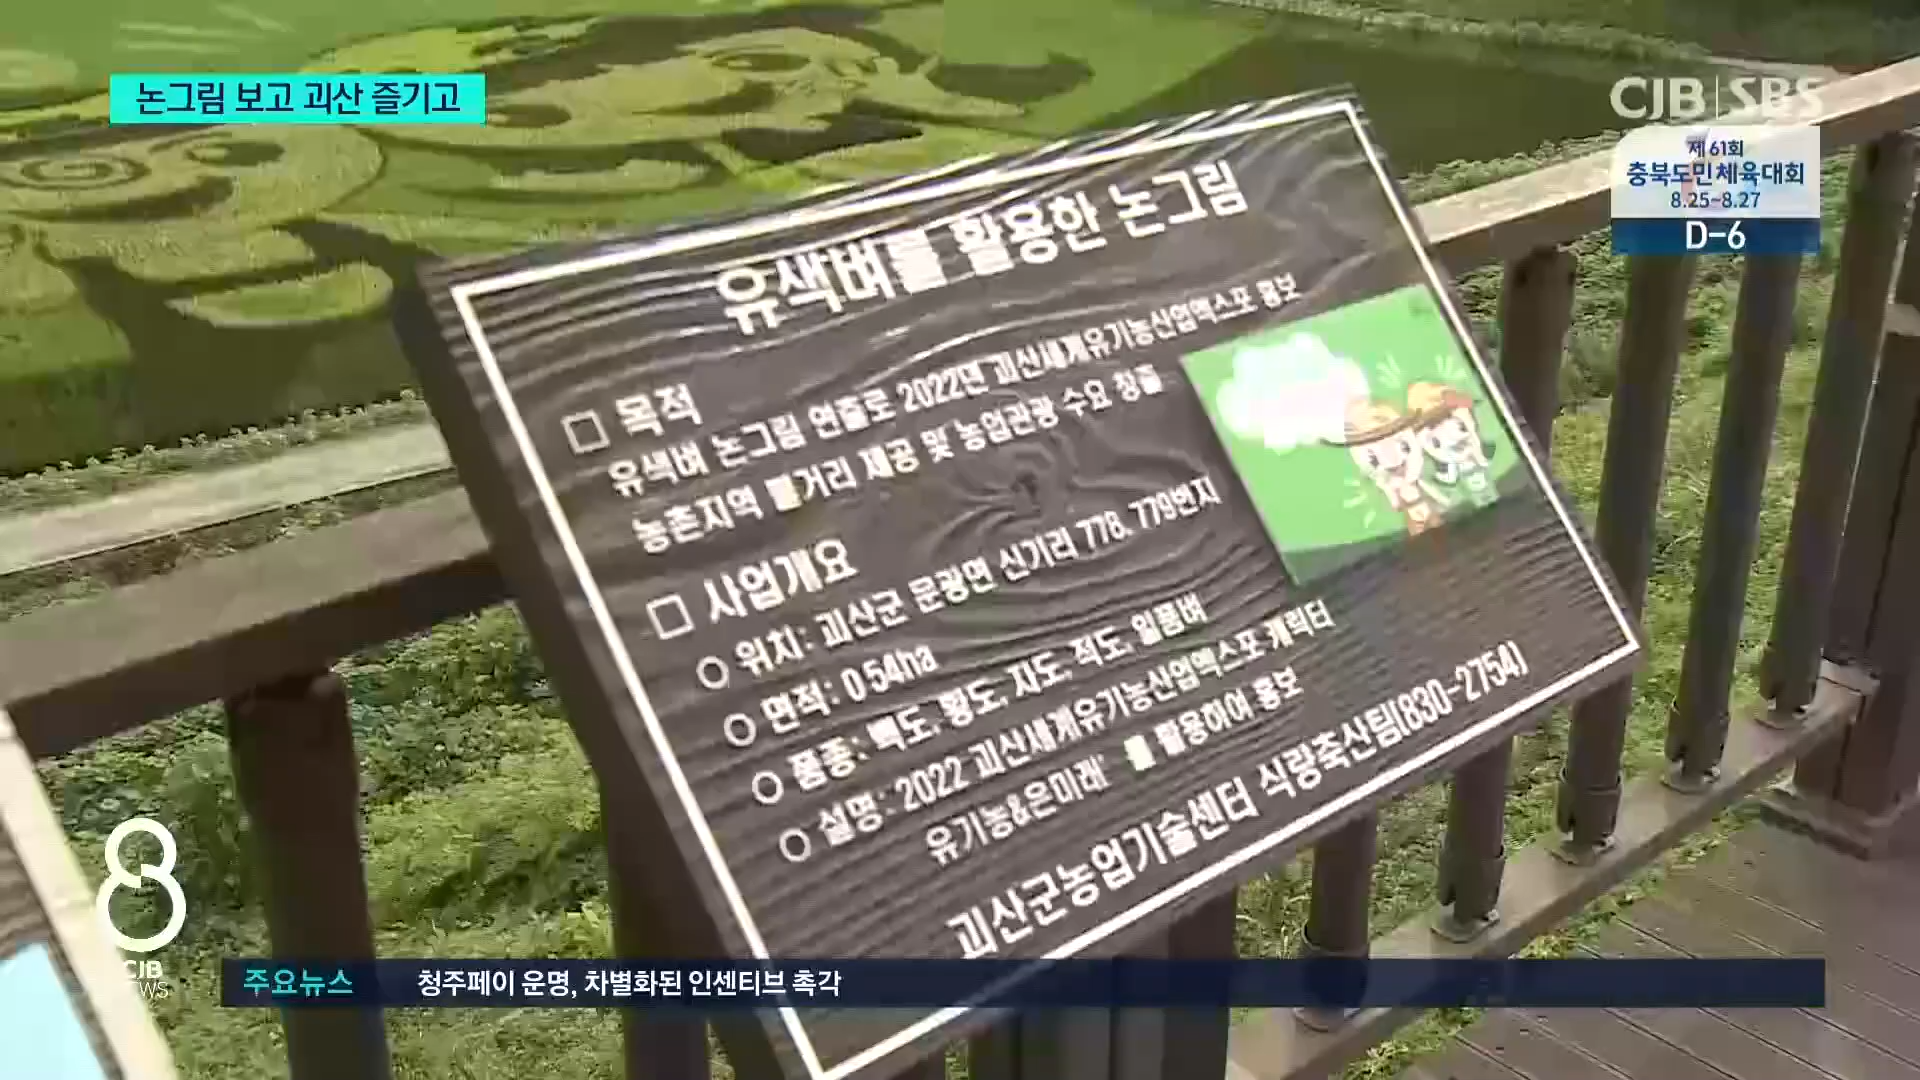 논그림 보고 괴산 즐기고
CJB SBS
제61회
충북도민체육대회
8.25~8.27
D-6
유색벼를 활용한 논그림
□ 목적
유색벼 논그림 연출로 2022년 괴산세계유기농산업엑스포 홍보
농촌지역 볼거리 제공 및 농업관광 수요 창출
□ 사업개요
○ 위치: 괴산군 문광면 신기리 778, 779번지
○ 면적: 0.54ha
○ 품종: 백도, 황도, 자도, 적도, 일품벼
○ 설명: 2022 괴산세계유기농산업엑스포 캐릭터
유기농&은미래' 를 활용하여 홍보
괴산군농업기술센터 식량축산팀(830-2754)
8
CJB
NEWS
주요뉴스 청주페이 운명, 차별화된 인센티브 촉각